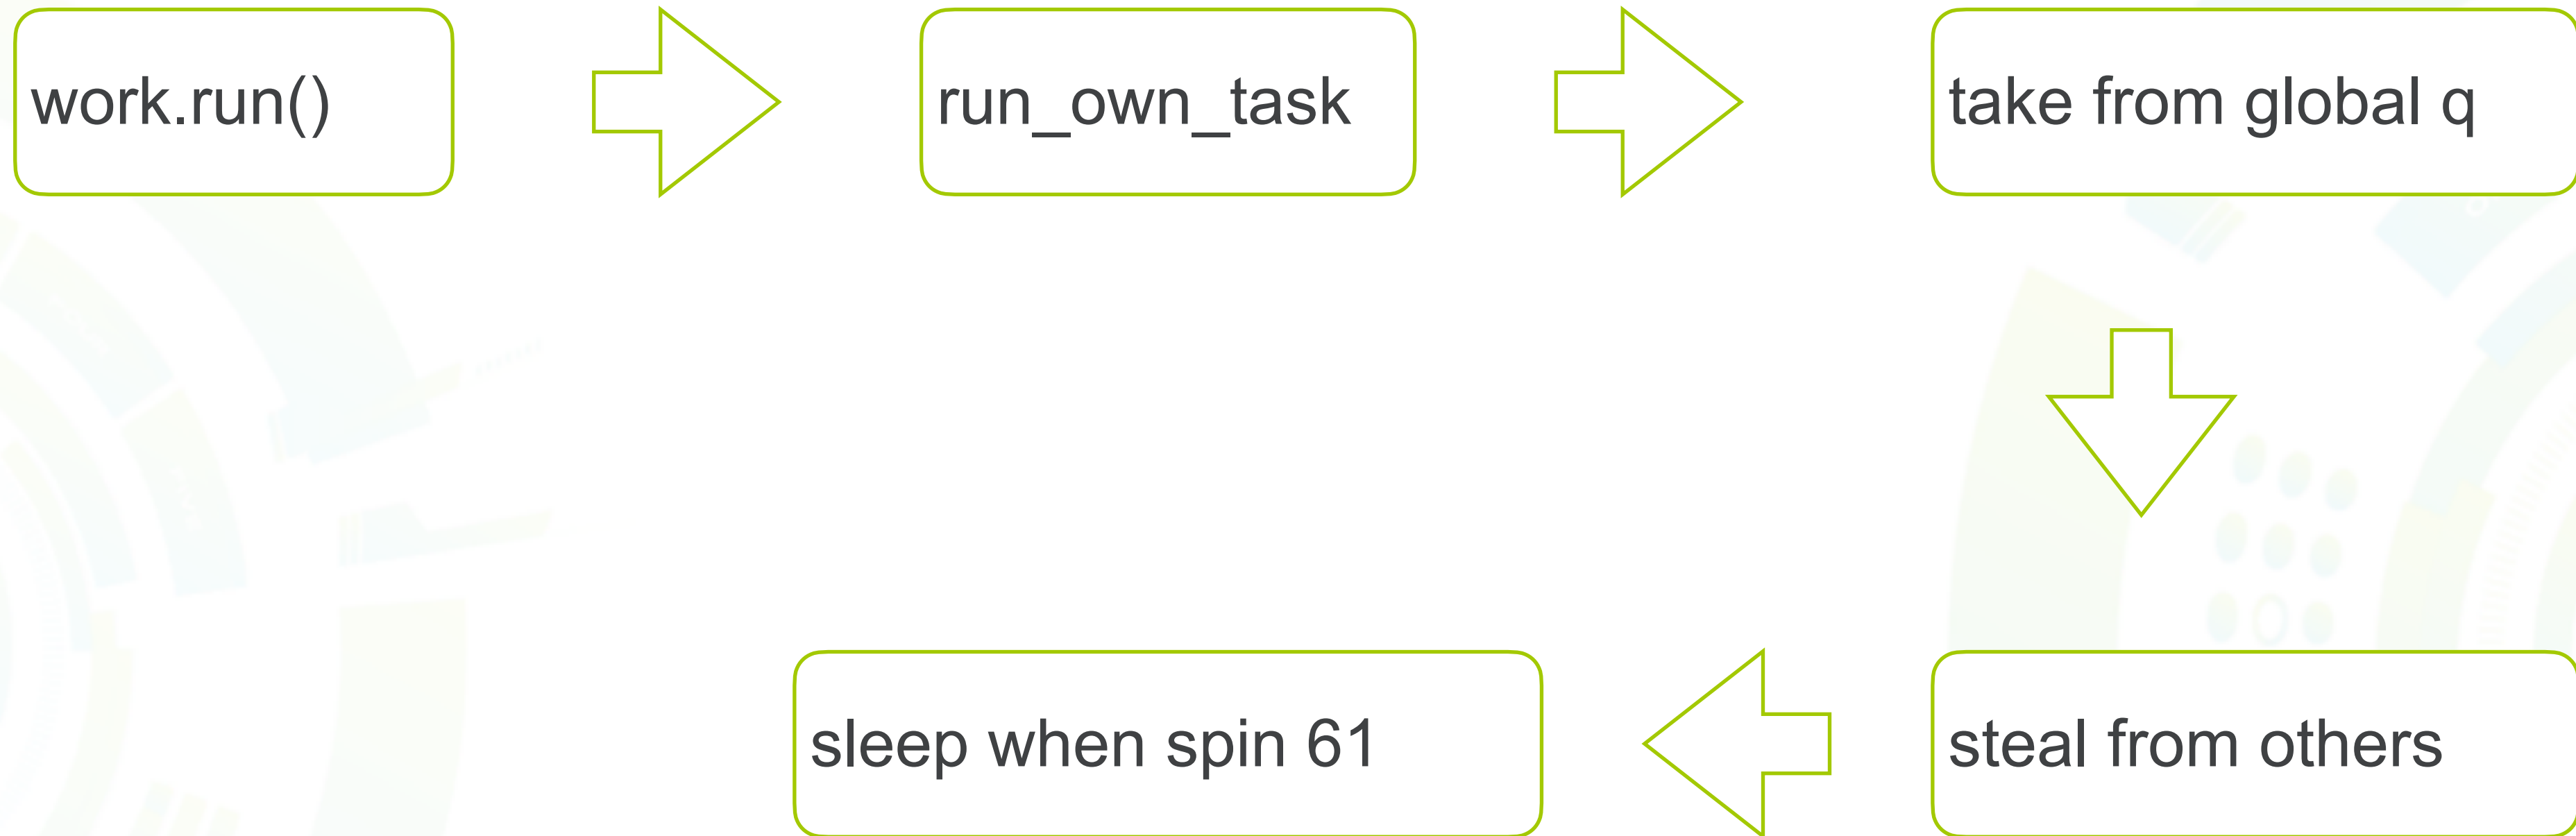 work.run()
run_own_task
take from global q
steal from others
sleep when spin 61